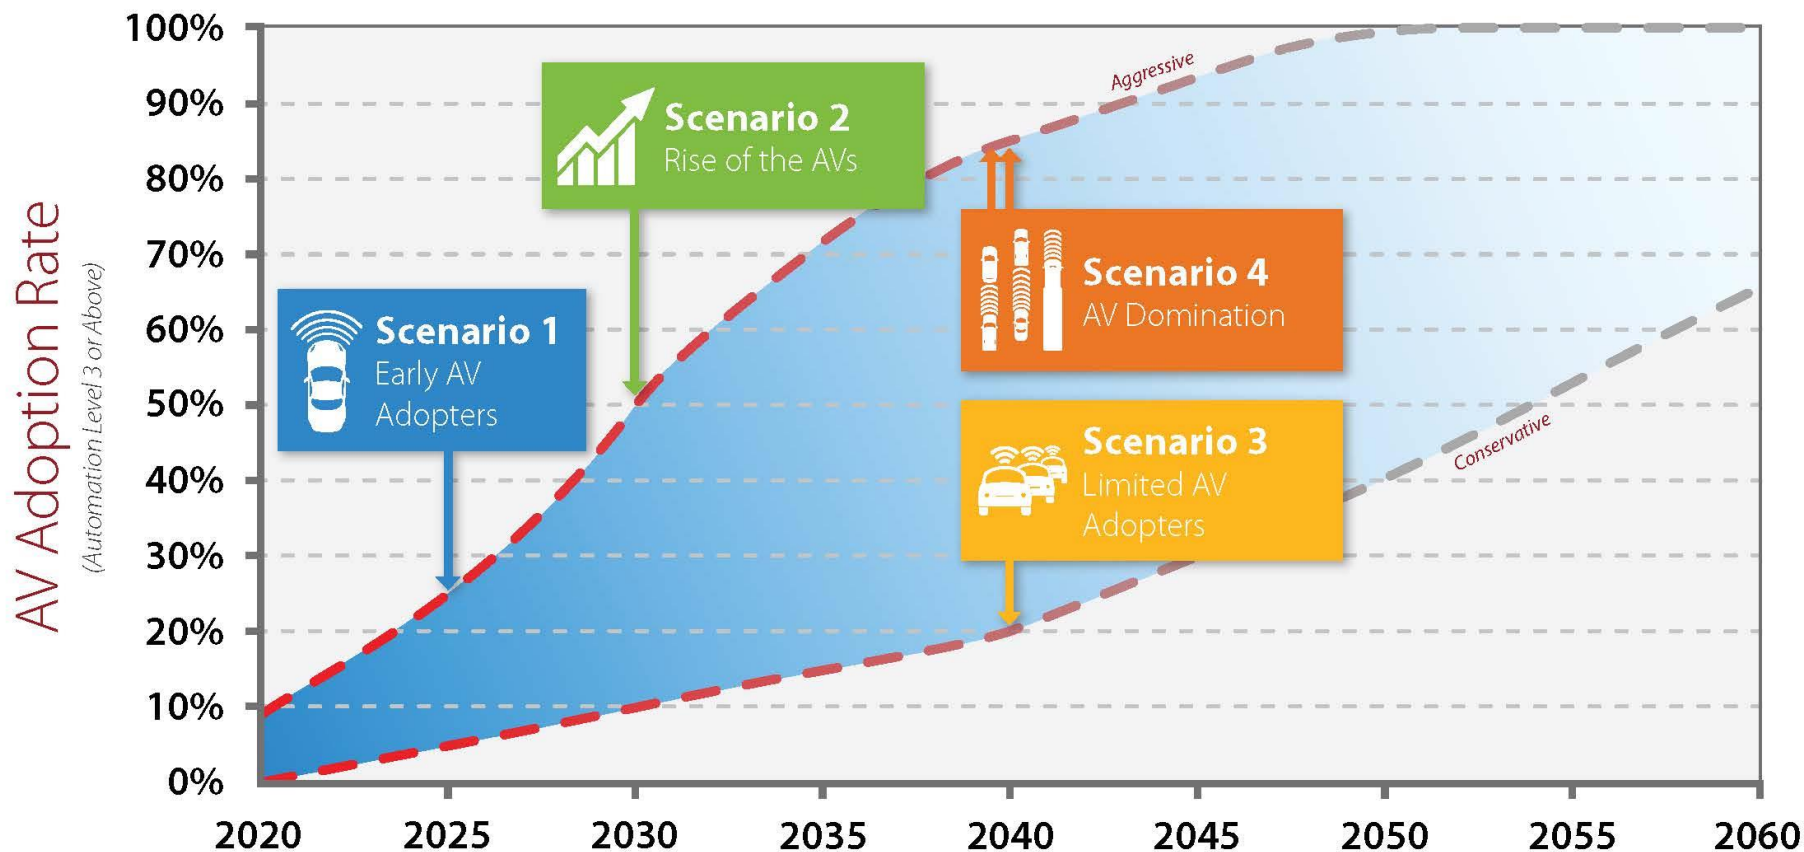 AV Adoption Rate
(Automation Level 3 or Above)
100%
90%
80%
70%
60%
50%
40%
30%
20%
10%
0%
Scenario 1
Early AV
Adopters
Scenario 2
Rise of the AVs
Aggressive
Scenario 4
AV Domination
Scenario 3
Limited AV
Adopters
Conservative
2020 2025 2030 2035 2040 2045 2050 2055 2060